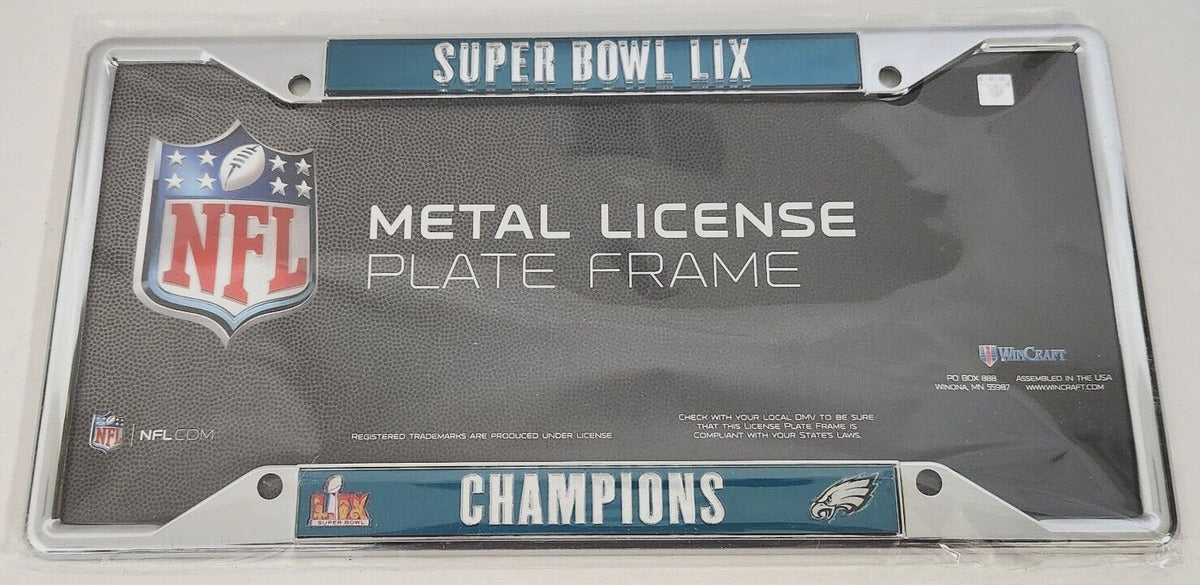 SUPER BOWL LIX
NFL
METAL LICENSE
PLATE FRAME
WINCRAFT
PO BOX 888 ASSEMBLED IN THE USA
WINONA, MN 55987 WWW.WINCRAFT.COM
NFL NFL.COM
REGISTERED TRADEMARKS ARE PRODUCED UNDER LICENSE
CHECK WITH YOUR LOCAL DMV TO BE SURE
THAT THIS LICENSE PLATE FRAME IS
COMPLIANT WITH YOUR STATE'S LAWS.
LIX
SUPER BOWL
CHAMPIONS